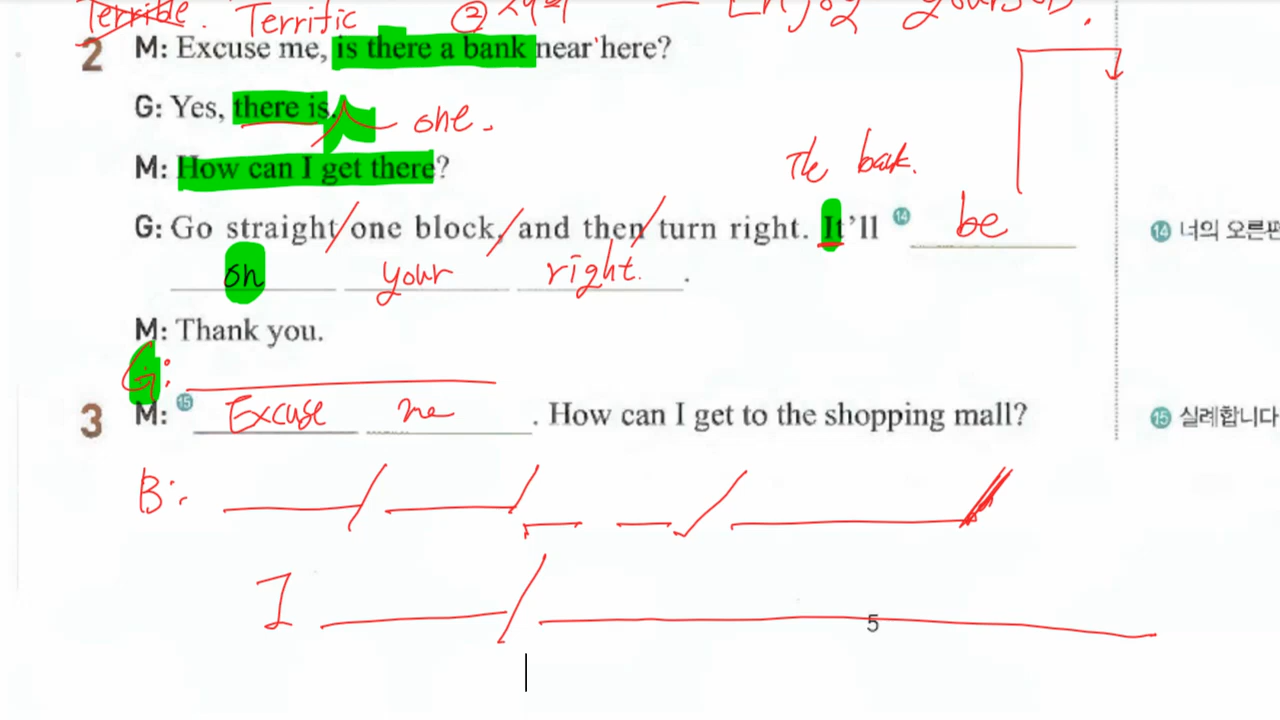 Terrible. Terrific ② - Enjoy yourself.
2 M: Excuse me, is there a bank near here?
G: Yes, there is. one.
M: How can I get there?
The bank.
G: Go straight/one block,/and then/turn right. It'll ⑭ be
on your right.
⑭ 너의 오른편
M: Thank you.
G:
3 M: ⑮ Excuse me. How can I get to the shopping mall?
⑮ 실례합니다
B:
I
5